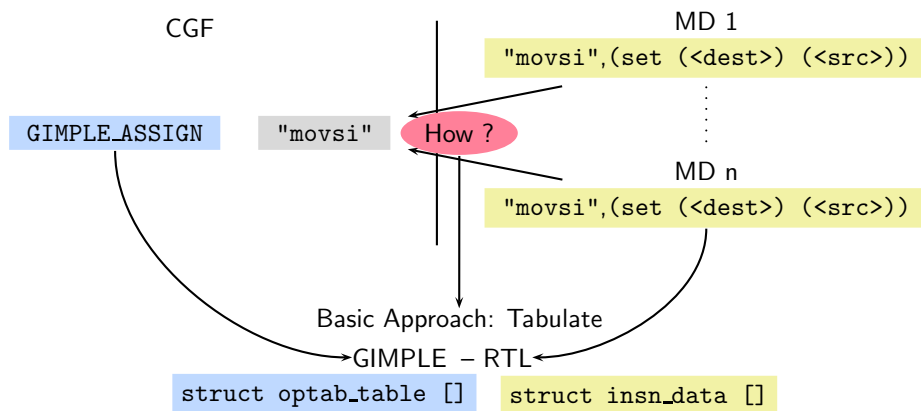 CGF
MD 1
"movsi",(set (<dest>) (<src>))
GIMPLE_ASSIGN
"movsi"
How ?
MD n
"movsi",(set (<dest>) (<src>))
Basic Approach: Tabulate
GIMPLE – RTL
struct optab_table []
struct insn_data []